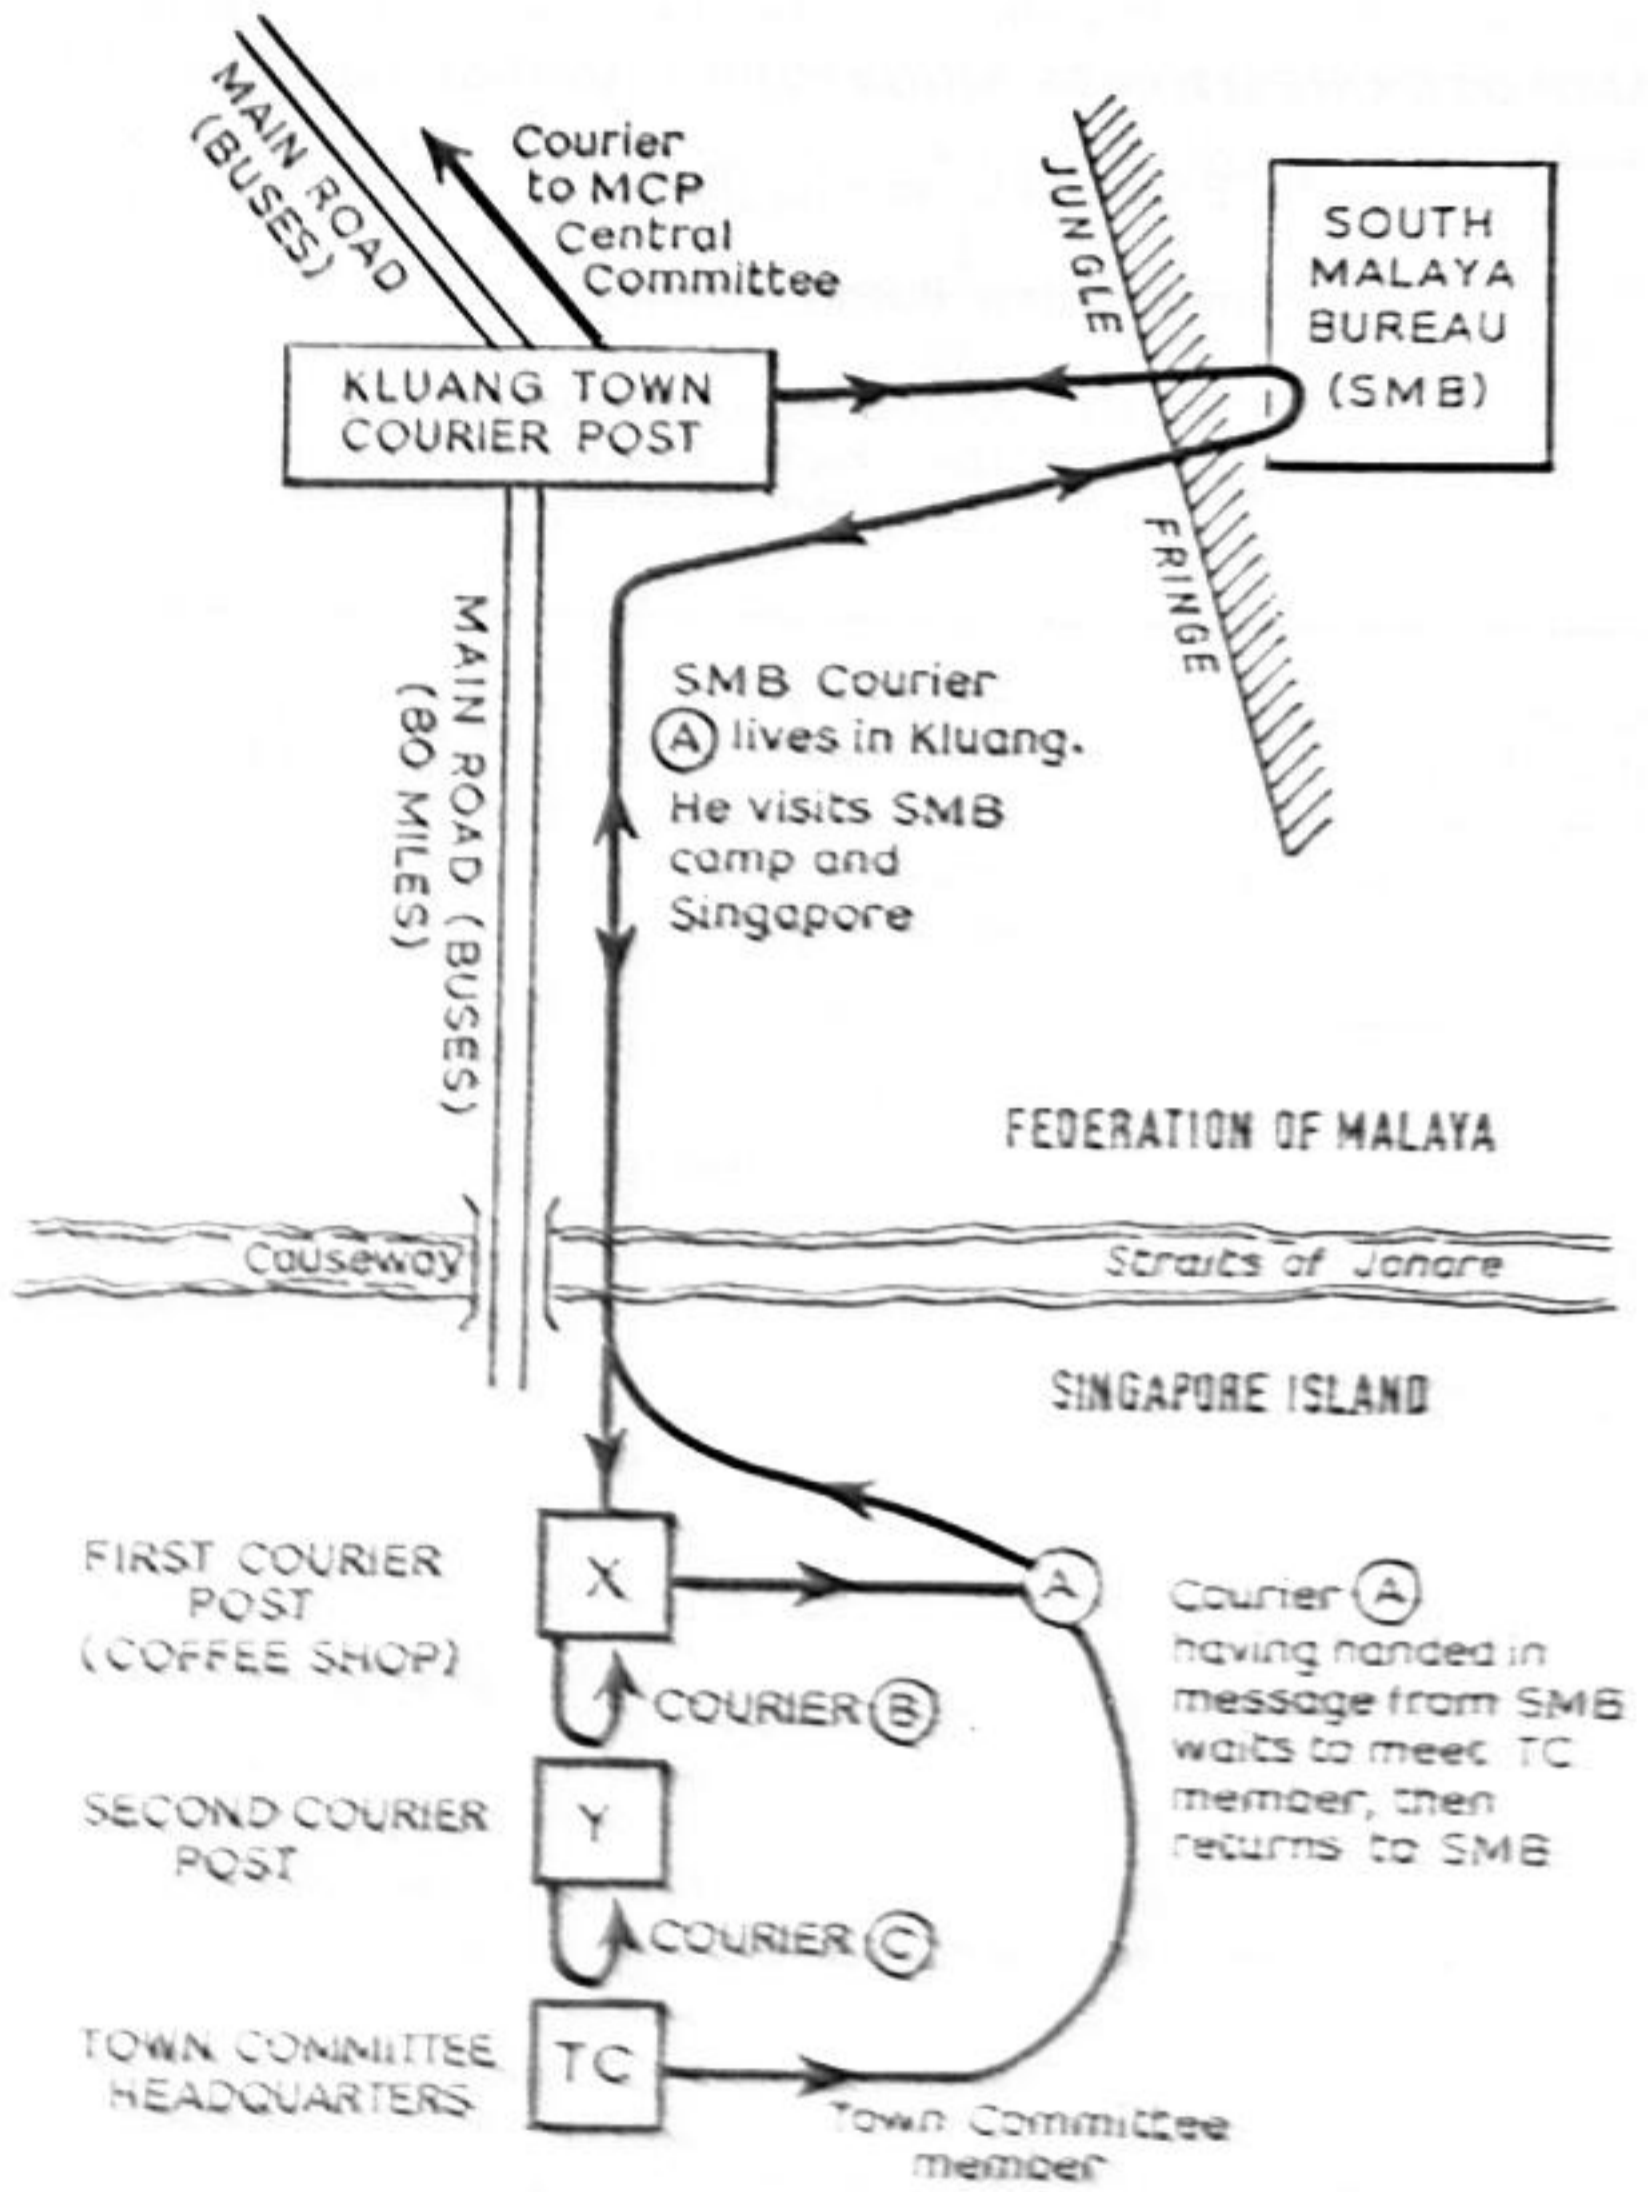 MAIN ROAD
(BUSES)
Courier
to MCP
Central
Committee
JUNGLE
FRINGE
SOUTH
MALAYA
BUREAU
(SMB)
KLUANG TOWN
COURIER POST
MAIN ROAD (BUSES)
(80 MILES)
SMB Courier
A lives in Kluang.
He visits SMB
camp and
Singapore
FEDERATION OF MALAYA
Causeway
Straits of Johore
SINGAPORE ISLAND
FIRST COURIER
POST
(COFFEE SHOP)
X
A
Courier A
having handed in
message from SMB
waits to meet TC
member, then
returns to SMB
COURIER B
SECOND COURIER
POST
Y
COURIER C
TOWN COMMITTEE
HEADQUARTERS
TC
Town Committee
member